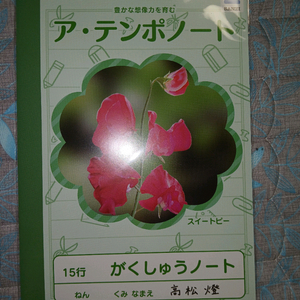 豊かな想像力を育む
ア・テンポノート
スイートピー
15行 がくしゅうノート
ねん くみ なまえ 高松 燈